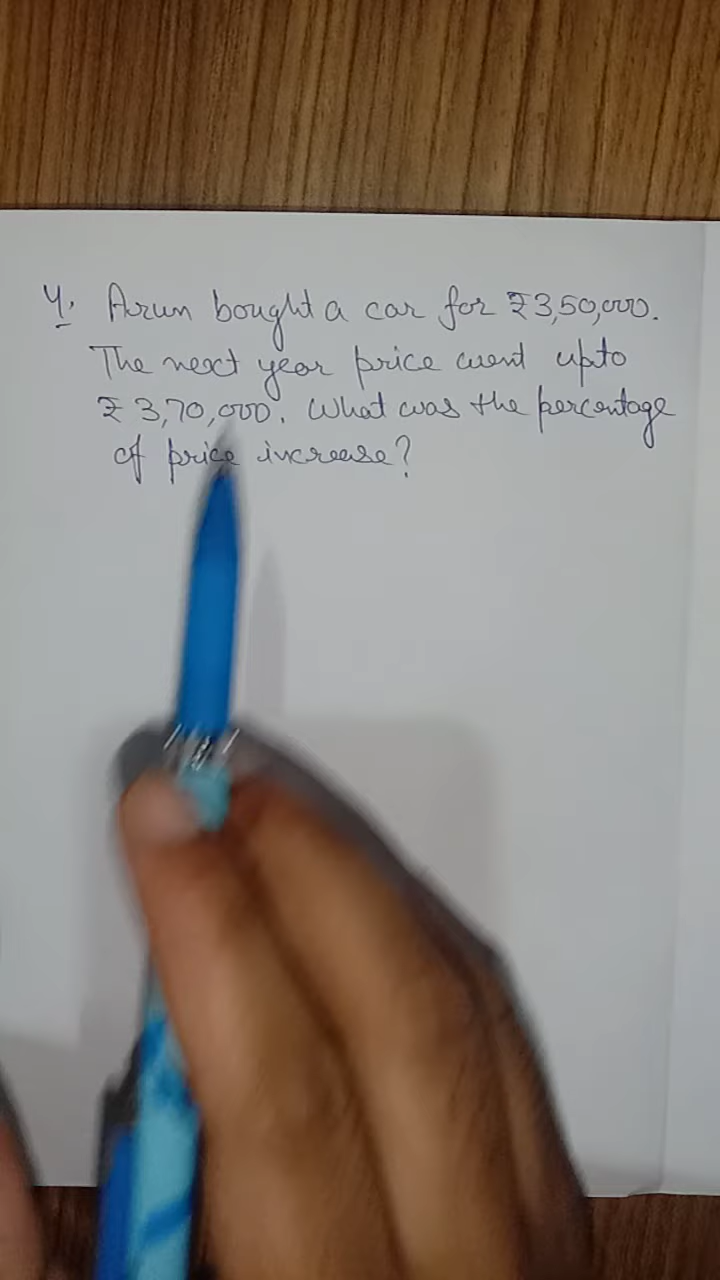 4. Arun bought a car for ₹3,50,000.
The next year price went upto
₹3,70,000. What was the percentage
of price increase?